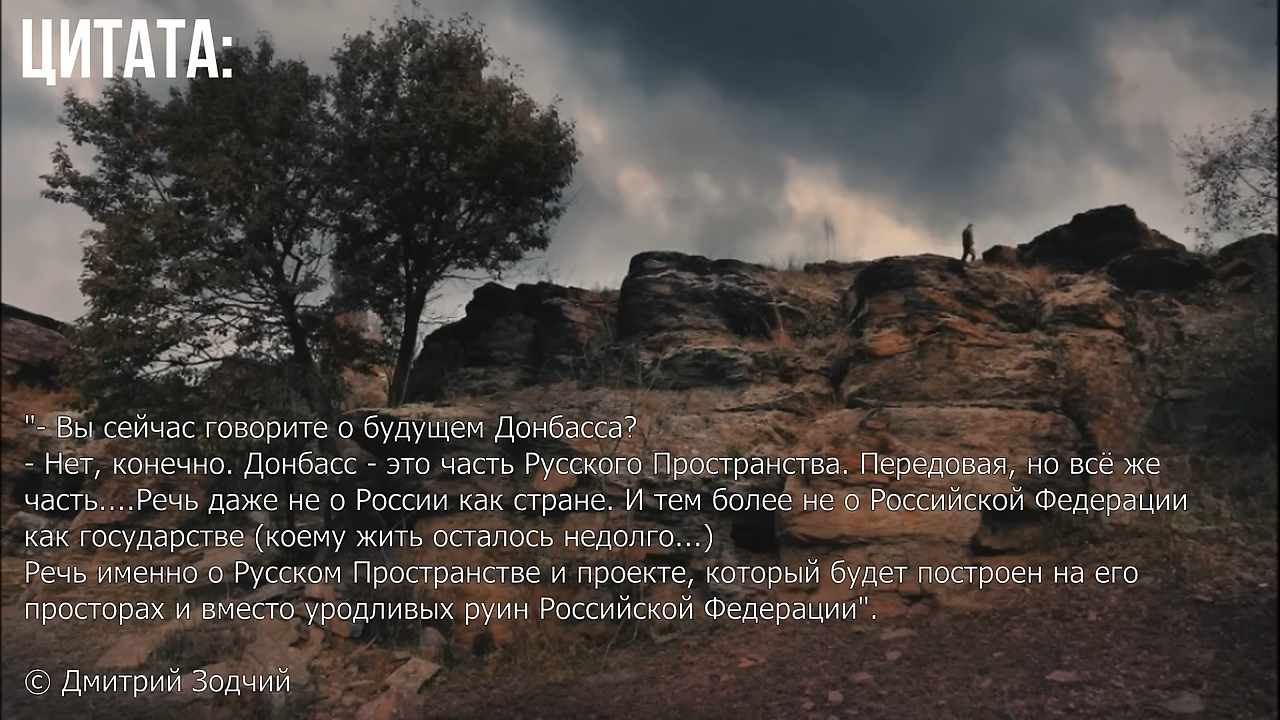 ЦИТАТА:
"- Вы сейчас говорите о будущем Донбасса?
- Нет, конечно. Донбасс - это часть Русского Пространства. Передовая, но всё же
часть....Речь даже не о России как стране. И тем более не о Российской Федерации
как государстве (коему жить осталось недолго...)
Речь именно о Русском Пространстве и проекте, который будет построен на его
просторах и вместо уродливых руин Российской Федерации".
© Дмитрий Зодчий